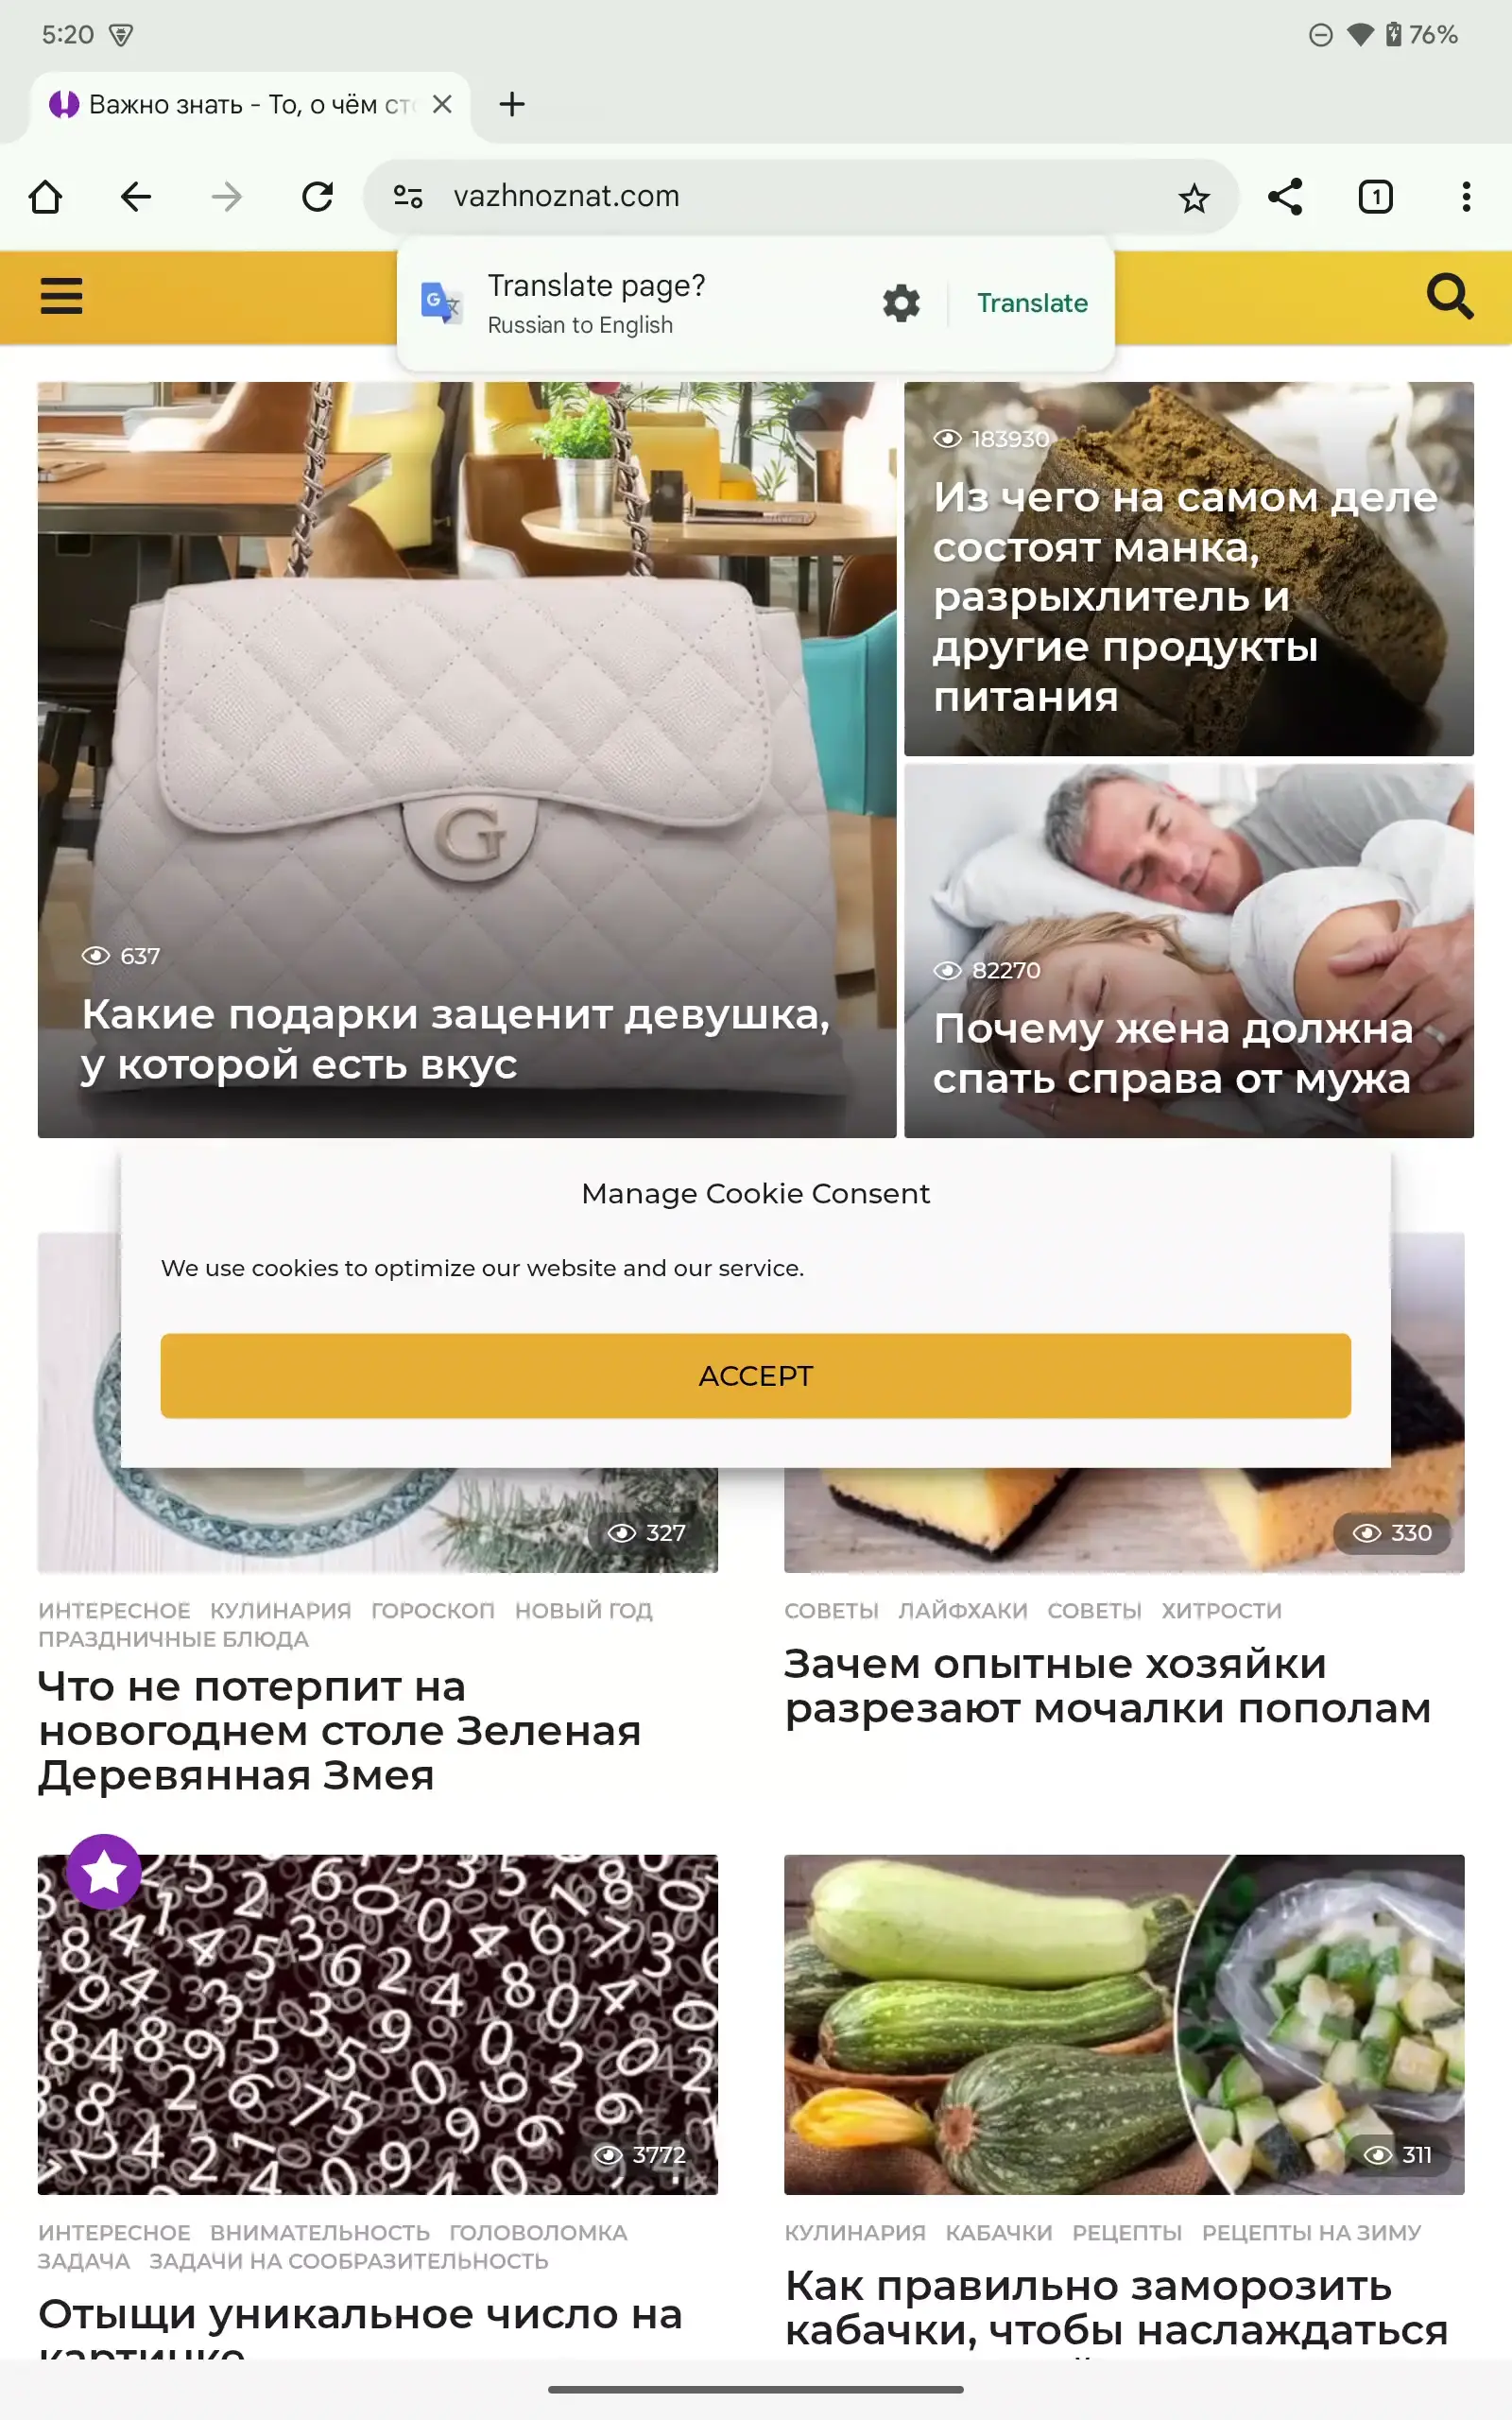 5:20
76%
Важно знать - То, о чём сто
1
vazhnoznat.com
Translate page?
Russian to English
Translate
183930
Из чего на самом деле
состоят манка,
разрыхлитель и
другие продукты
питания
637
Какие подарки заценит девушка,
у которой есть вкус
82270
Почему жена должна
спать справа от мужа
Manage Cookie Consent
We use cookies to optimize our website and our service.
ACCEPT
327
ИНТЕРЕСНОЕ КУЛИНАРИЯ ГОРОСКОП НОВЫЙ ГОД
ПРАЗДНИЧНЫЕ БЛЮДА
Что не потерпит на
новогоднем столе Зеленая
Деревянная Змея
330
СОВЕТЫ ЛАЙФХАКИ СОВЕТЫ ХИТРОСТИ
Зачем опытные хозяйки
разрезают мочалки пополам
3772
ИНТЕРЕСНОЕ ВНИМАТЕЛЬНОСТЬ ГОЛОВОЛОМКА
ЗАДАЧА ЗАДАЧИ НА СООБРАЗИТЕЛЬНОСТЬ
Отыщи уникальное число на
картинке
311
КУЛИНАРИЯ КАБАЧКИ РЕЦЕПТЫ РЕЦЕПТЫ НА ЗИМУ
Как правильно заморозить
кабачки, чтобы наслаждаться